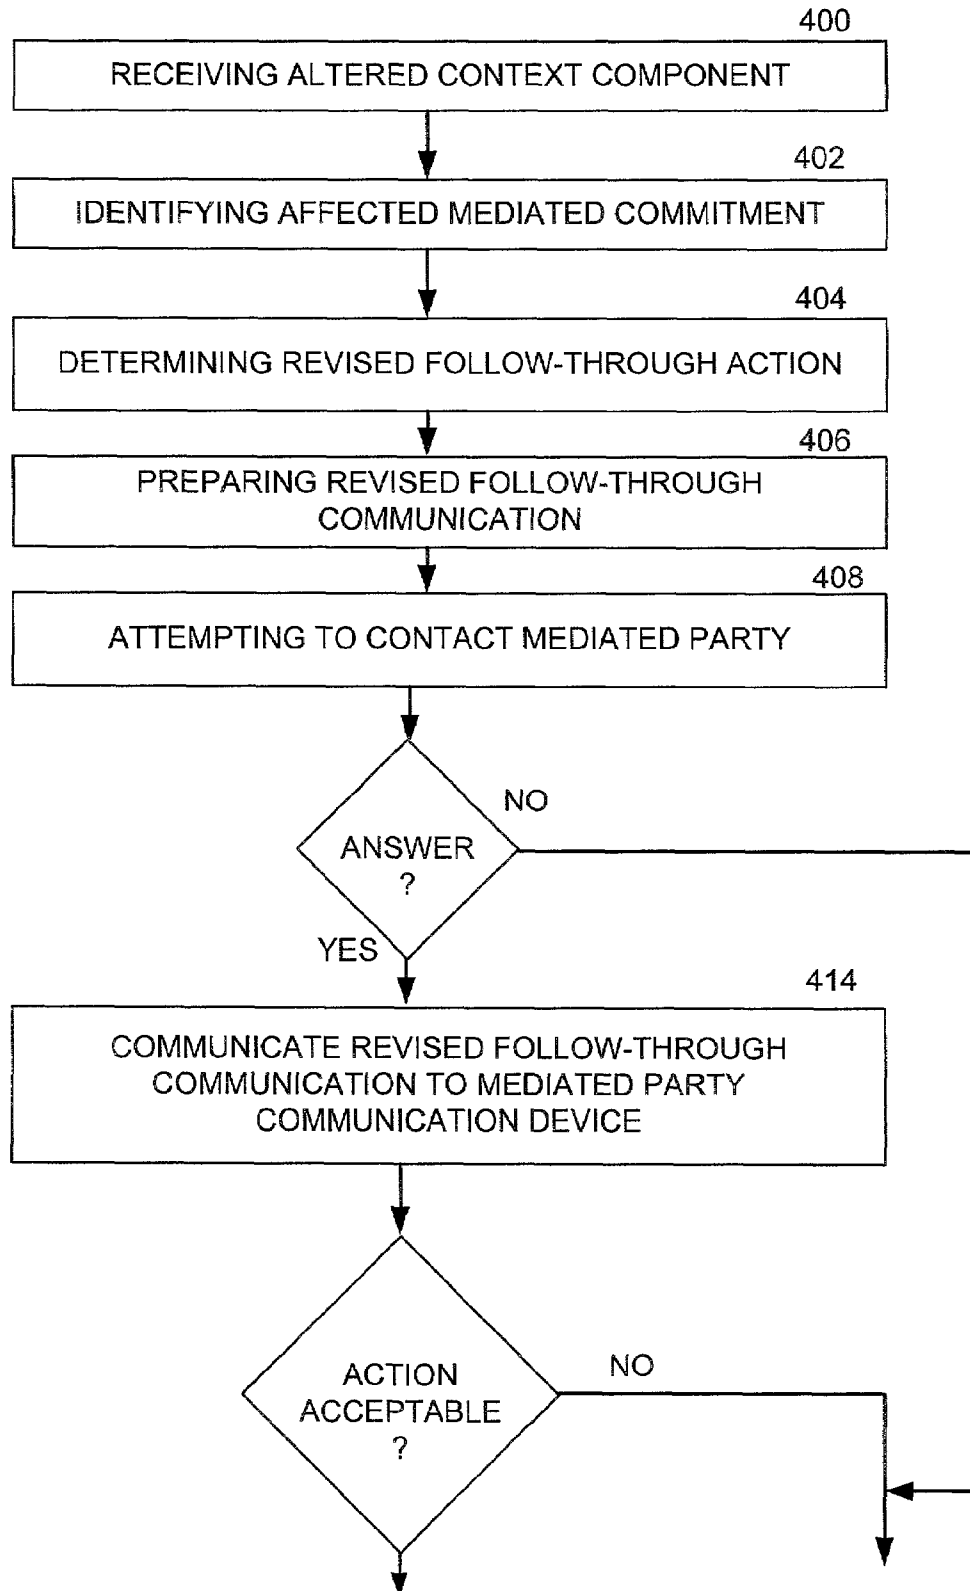 400
RECEIVING ALTERED CONTEXT COMPONENT
402
IDENTIFYING AFFECTED MEDIATED COMMITMENT
404
DETERMINING REVISED FOLLOW-THROUGH ACTION
406
PREPARING REVISED FOLLOW-THROUGH
COMMUNICATION
408
ATTEMPTING TO CONTACT MEDIATED PARTY
NO
ANSWER
?
YES
414
COMMUNICATE REVISED FOLLOW-THROUGH
COMMUNICATION TO MEDIATED PARTY
COMMUNICATION DEVICE
NO
ACTION
ACCEPTABLE
?